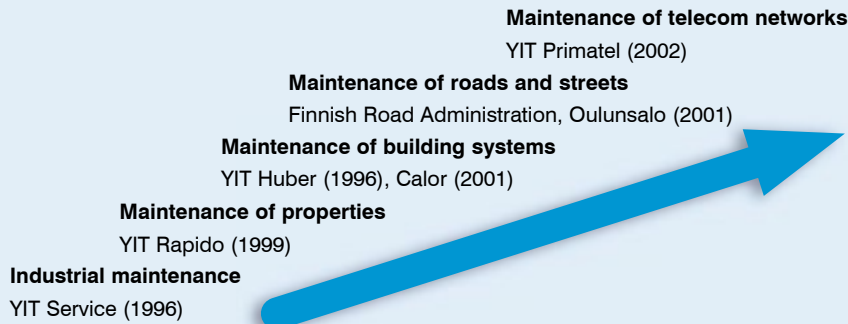 Maintenance of telecom networks
YIT Primatel (2002)
Maintenance of roads and streets
Finnish Road Administration, Oulunsalo (2001)
Maintenance of building systems
YIT Huber (1996), Calor (2001)
Maintenance of properties
YIT Rapido (1999)
Industrial maintenance
YIT Service (1996)